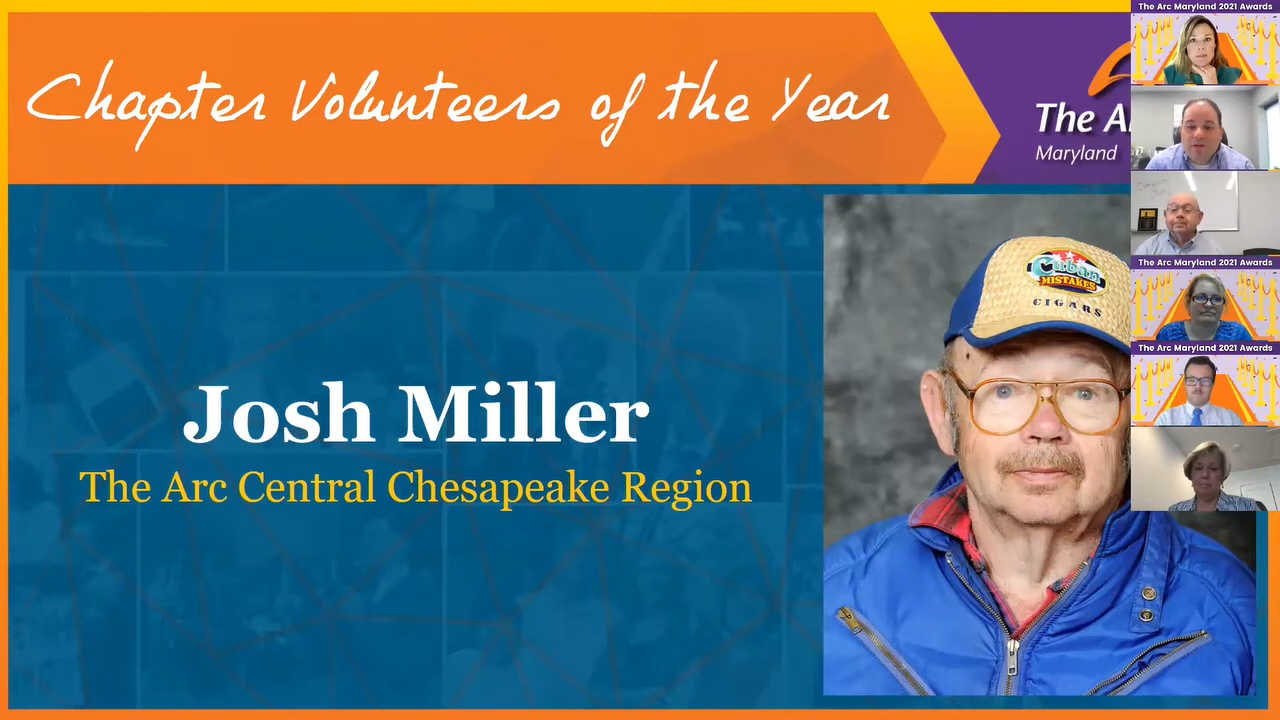 Chapter Volunteers of the Year
The A
Maryland
Josh Miller
The Arc Central Chesapeake Region
Cuban
MISTAKES
CIGARS
The Arc Maryland 2021 Awards
The Arc Maryland 2021 Awards
The Arc Maryland 2021 Awards